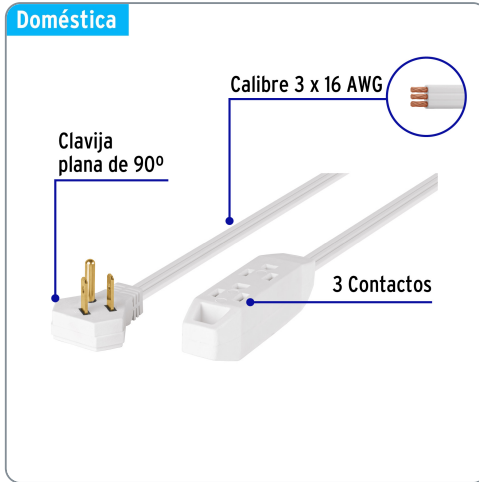 Doméstica
Calibre 3 x 16 AWG
Clavija
plana de 90º
3 Contactos